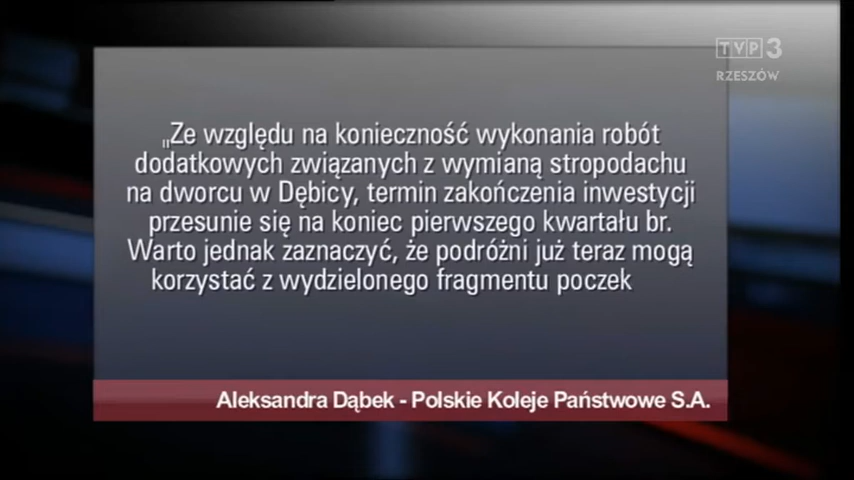 TVP3
RZESZÓW
„Ze względu na konieczność wykonania robót
dodatkowych związanych z wymianą stropodachu
na dworcu w Dębicy, termin zakończenia inwestycji
przesunie się na koniec pierwszego kwartału br.
Warto jednak zaznaczyć, że podróżni już teraz mogą
korzystać z wydzielonego fragmentu poczek
Aleksandra Dąbek - Polskie Koleje Państwowe S.A.